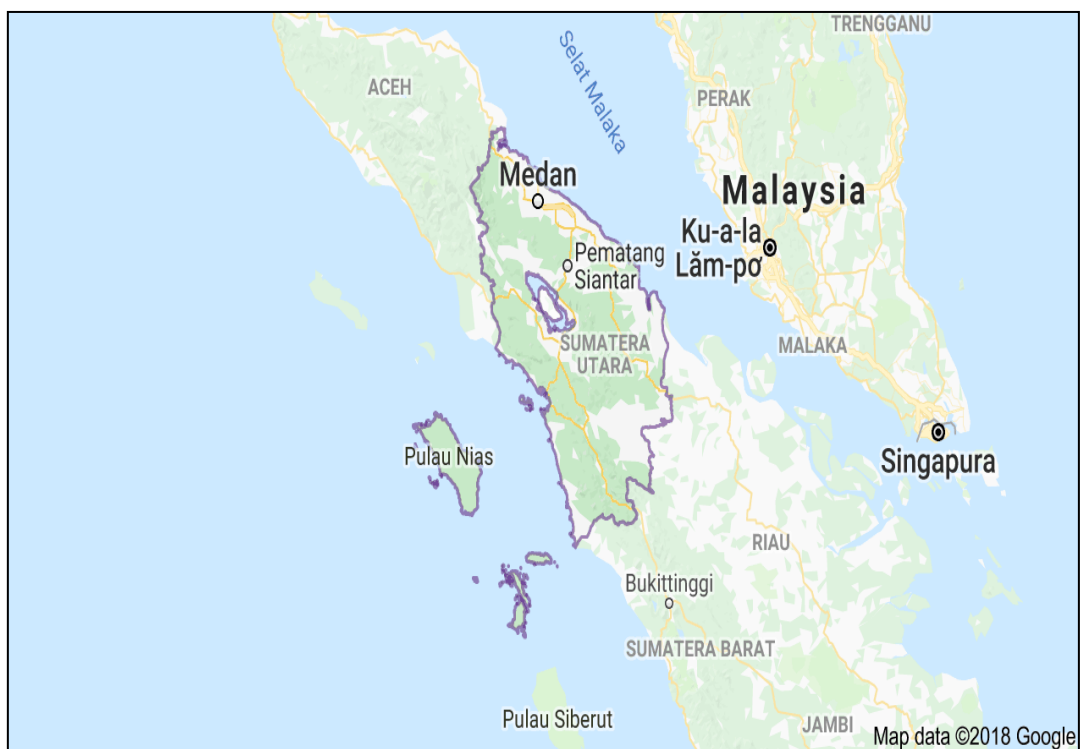 TRENGGANU
Selat Malaka
ACEH
PERAK
Medan
Malaysia
Ku-a-la
Lăm-pơ
Pematang
Siantar
SUMATERA
UTARA
MALAKA
Pulau Nias
Singapura
RIAU
Bukittinggi
SUMATERA BARAT
Pulau Siberut
JAMBI
Map data ©2018 Google